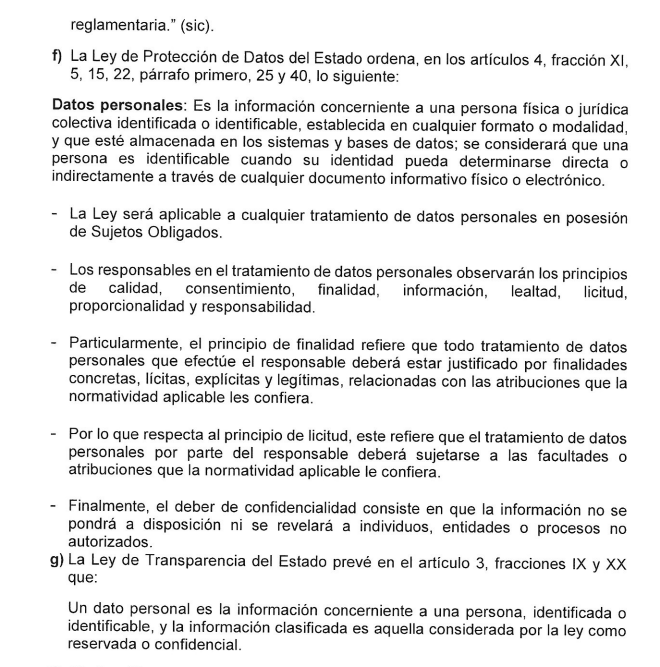 reglamentaria.” (sic).
f) La Ley de Protección de Datos del Estado ordena, en los artículos 4, fracción XI,
5, 15, 22, párrafo primero, 25 y 40, lo siguiente:
Datos personales: Es la información concerniente a una persona física o jurídica
colectiva identificada o identificable, establecida en cualquier formato o modalidad,
y que esté almacenada en los sistemas y bases de datos; se considerará que una
persona es identificable cuando su identidad pueda determinarse directa o
indirectamente a través de cualquier documento informativo físico o electrónico.
- La Ley será aplicable a cualquier tratamiento de datos personales en posesión
de Sujetos Obligados.
- Los responsables en el tratamiento de datos personales observarán los principios
de calidad, consentimiento, finalidad, información, lealtad, licitud,
proporcionalidad y responsabilidad.
- Particularmente, el principio de finalidad refiere que todo tratamiento de datos
personales que efectúe el responsable deberá estar justificado por finalidades
concretas, lícitas, explícitas y legítimas, relacionadas con las atribuciones que la
normatividad aplicable les confiera.
- Por lo que respecta al principio de licitud, este refiere que el tratamiento de datos
personales por parte del responsable deberá sujetarse a las facultades o
atribuciones que la normatividad aplicable le confiera.
- Finalmente, el deber de confidencialidad consiste en que la información no se
pondrá a disposición ni se revelará a individuos, entidades o procesos no
autorizados.
g) La Ley de Transparencia del Estado prevé en el artículo 3, fracciones IX y XX
que:
Un dato personal es la información concerniente a una persona, identificada o
identificable, y la información clasificada es aquella considerada por la ley como
reservada o confidencial.